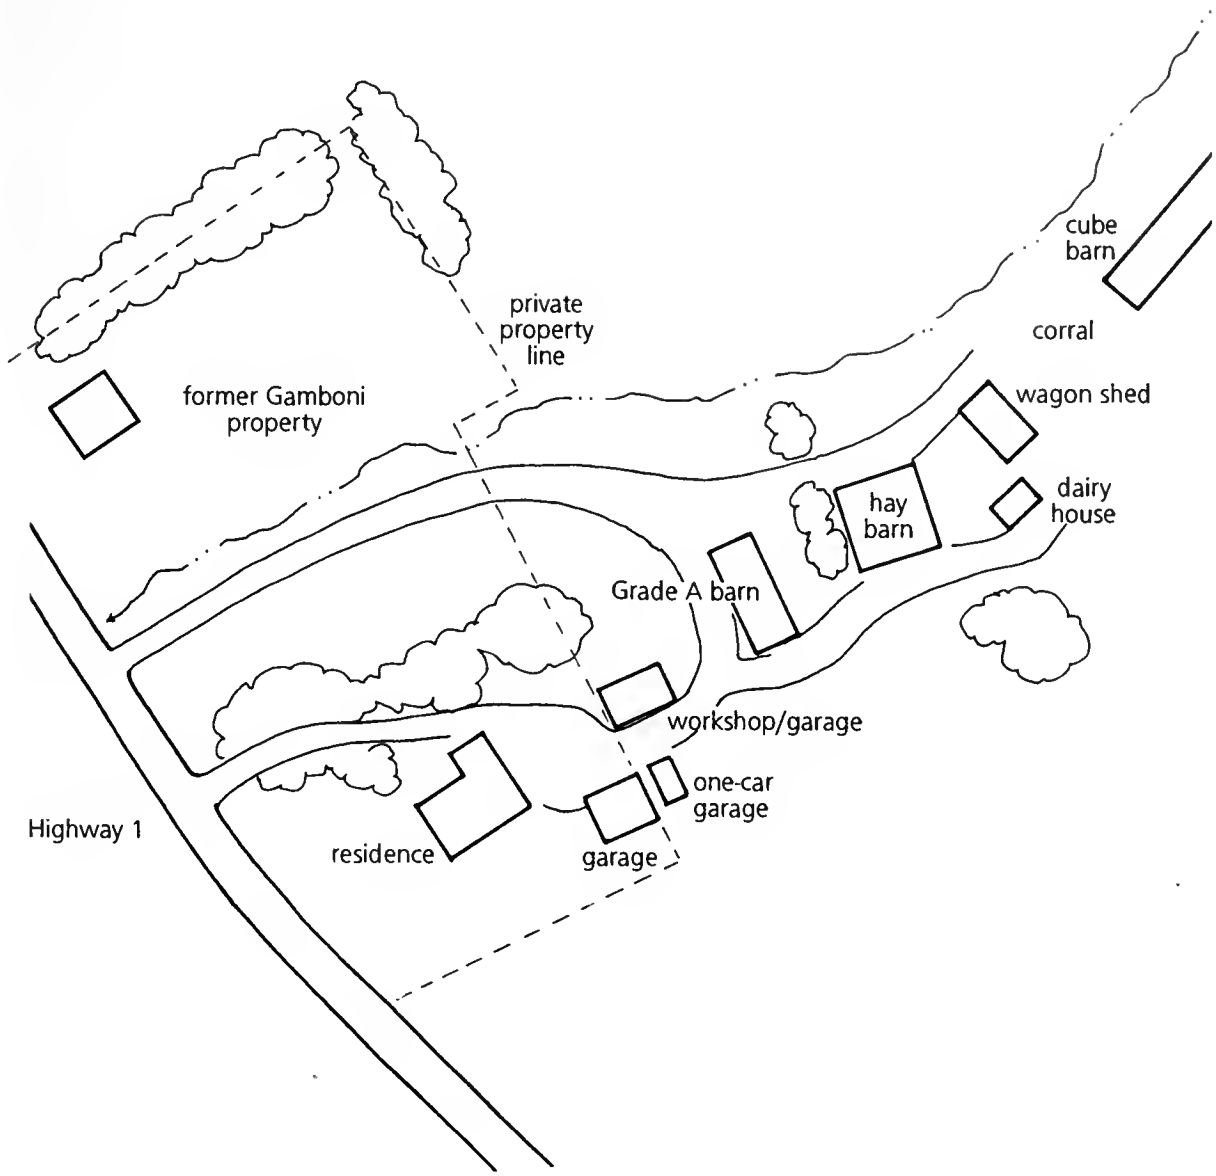 cube
barn
private
property
line
corral
former Gamboni
property
wagon shed
hay
barn
dairy
house
Grade A barn
workshop/garage
one-car
garage
Highway 1
residence
garage